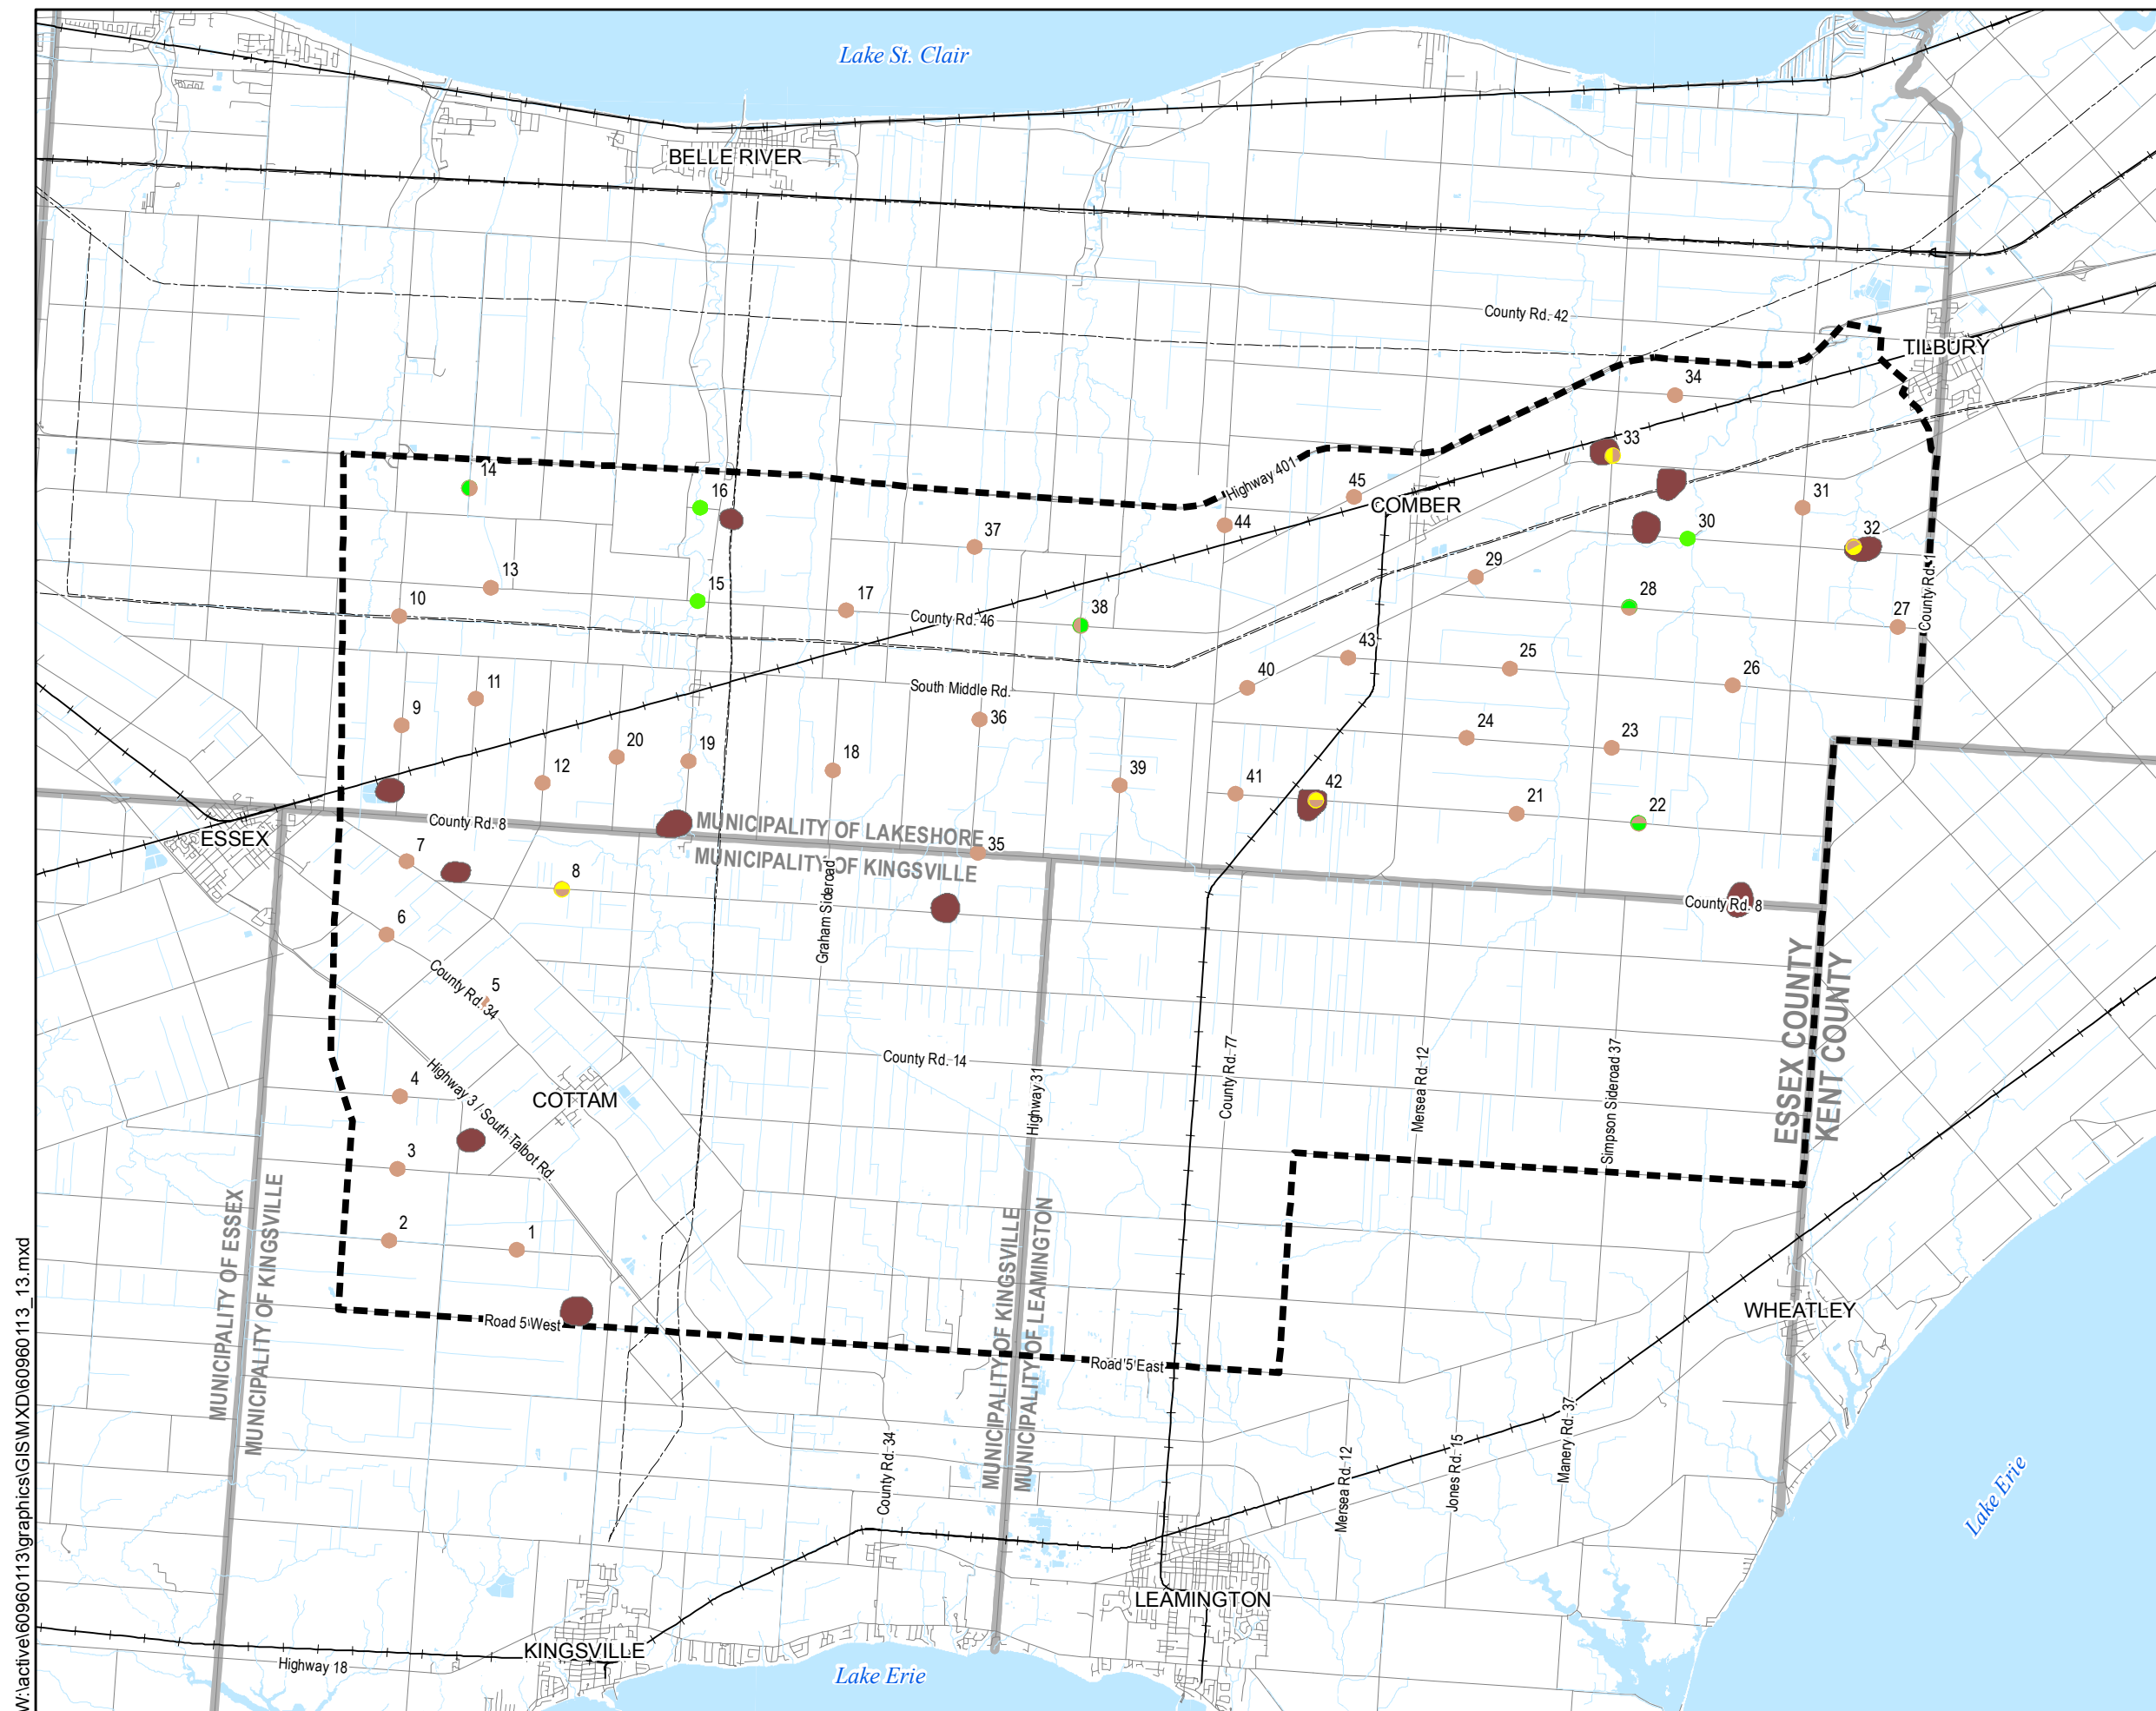 Lake St. Clair
BELLE RIVER
County Rd. 42
TILBURY
34
33
14
16
Highway 401
45
COMBER
31
44
37
30
32
29
13
15
10
17
County Rd. 46
38
28
27
County Rd. 1
43
25
26
40
11
South Middle Rd.
9
36
24
23
20
19
18
12
39
41
42
21
22
County Rd. 8
MUNICIPALITY OF LAKESHORE
ESSEX
35
MUNICIPALITY OF KINGSVILLE
7
8
County Rd. 8
Graham Sideroad
6
ESSEX COUNTY
KENT COUNTY
County Rd. 34
5
County Rd. 14
County Rd. 77
Mersea Rd. 12
Simpson Sideroad 37
Highway 31
4
Highway 3 / South Talbot Rd.
COTTAM
3
2
1
MUNICIPALITY OF ESSEX
MUNICIPALITY OF KINGSVILLE
MUNICIPALITY OF KINGSVILLE
MUNICIPALITY OF LEAMINGTON
WHEATLEY
Road 5 West
Road 5 East
Manery Rd. 37
County Rd. 34
Mersea Rd. 12
Jones Rd. 15
Lake Erie
LEAMINGTON
KINGSVILLE
Highway 18
Lake Erie
W:\active\60960113\graphics\GIS\MXD\60960113_13.mxd